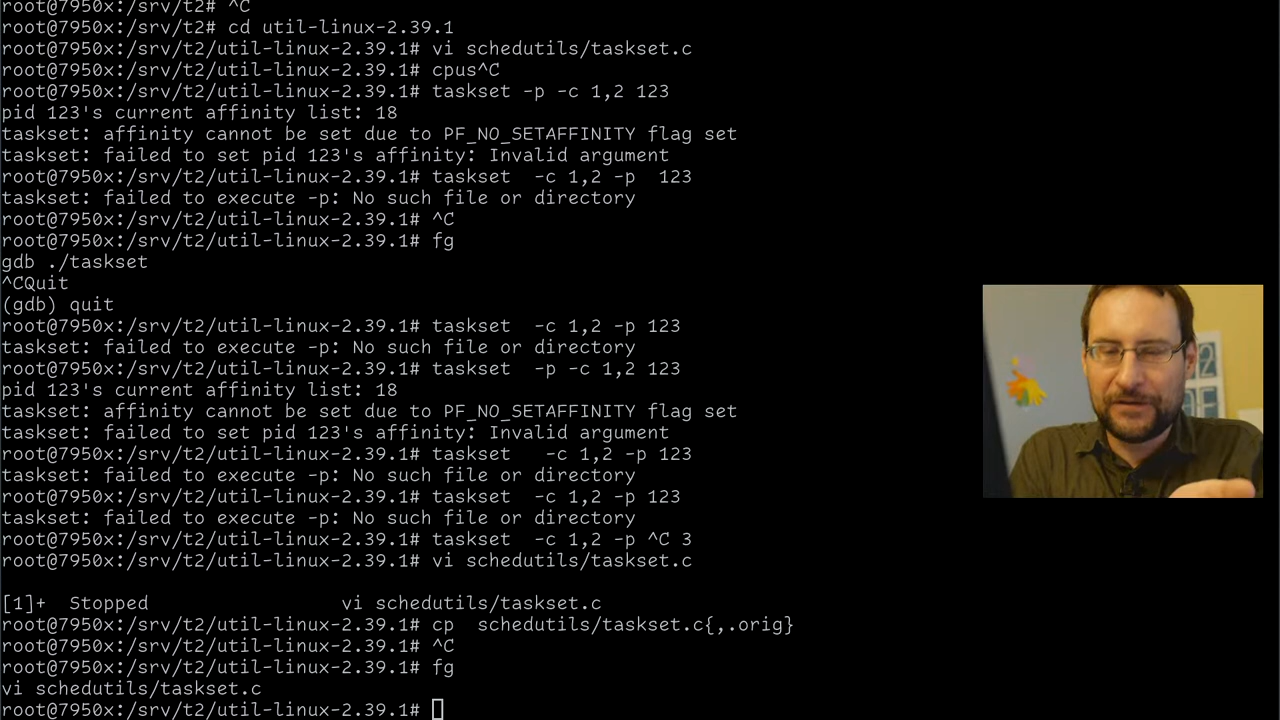 root@7950x:/srv/t2# ^C
root@7950x:/srv/t2# cd util-linux-2.39.1
root@7950x:/srv/t2/util-linux-2.39.1# vi schedutils/taskset.c
root@7950x:/srv/t2/util-linux-2.39.1# cpus^C
root@7950x:/srv/t2/util-linux-2.39.1# taskset -p -c 1,2 123
pid 123's current affinity list: 18
taskset: affinity cannot be set due to PF_NO_SETAFFINITY flag set
taskset: failed to set pid 123's affinity: Invalid argument
root@7950x:/srv/t2/util-linux-2.39.1# taskset  -c 1,2 -p  123
taskset: failed to execute -p: No such file or directory
root@7950x:/srv/t2/util-linux-2.39.1# ^C
root@7950x:/srv/t2/util-linux-2.39.1# fg
gdb ./taskset
^CQuit
(gdb) quit
root@7950x:/srv/t2/util-linux-2.39.1# taskset  -c 1,2 -p 123
taskset: failed to execute -p: No such file or directory
root@7950x:/srv/t2/util-linux-2.39.1# taskset  -p -c 1,2 123
pid 123's current affinity list: 18
taskset: affinity cannot be set due to PF_NO_SETAFFINITY flag set
taskset: failed to set pid 123's affinity: Invalid argument
root@7950x:/srv/t2/util-linux-2.39.1# taskset   -c 1,2 -p 123
taskset: failed to execute -p: No such file or directory
root@7950x:/srv/t2/util-linux-2.39.1# taskset  -c 1,2 -p 123
taskset: failed to execute -p: No such file or directory
root@7950x:/srv/t2/util-linux-2.39.1# taskset  -c 1,2 -p ^C 3
root@7950x:/srv/t2/util-linux-2.39.1# vi schedutils/taskset.c
[1]+  Stopped                 vi schedutils/taskset.c
root@7950x:/srv/t2/util-linux-2.39.1# cp  schedutils/taskset.c{,.orig}
root@7950x:/srv/t2/util-linux-2.39.1# ^C
root@7950x:/srv/t2/util-linux-2.39.1# fg
vi schedutils/taskset.c
root@7950x:/srv/t2/util-linux-2.39.1#